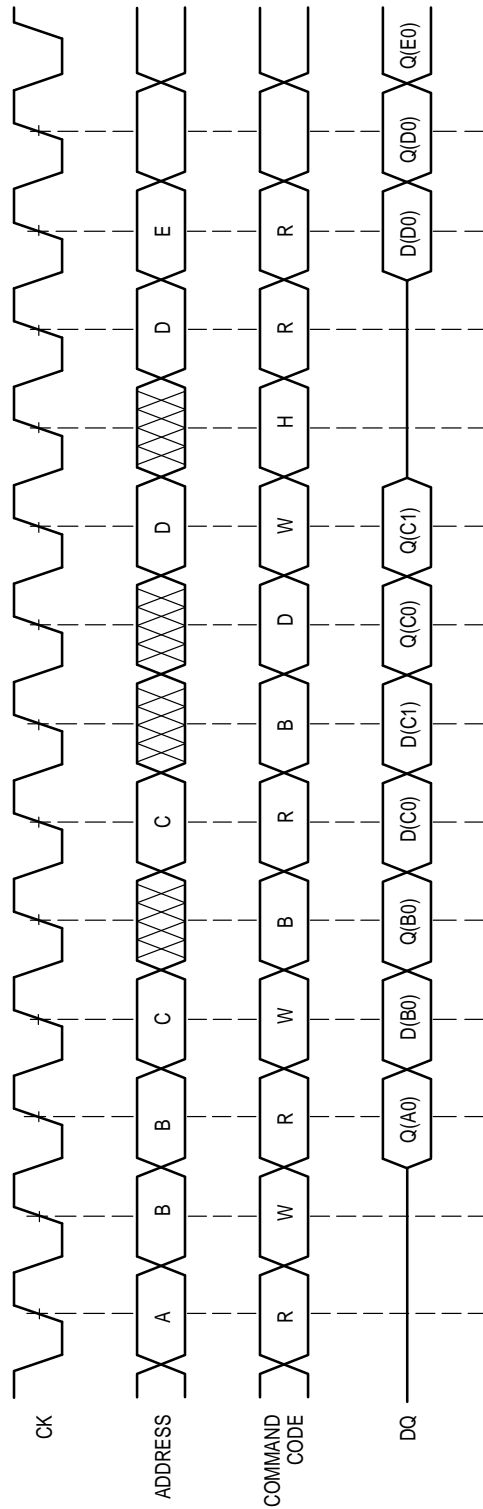 CK
ADDRESS
A B B C C D D E
COMMAND
CODE
R W R W B R B D W H R R
DQ
Q(A0) D(B0) Q(B0) D(C0) D(C1) Q(C0) Q(C1) D(D0) Q(D0) Q(E0)